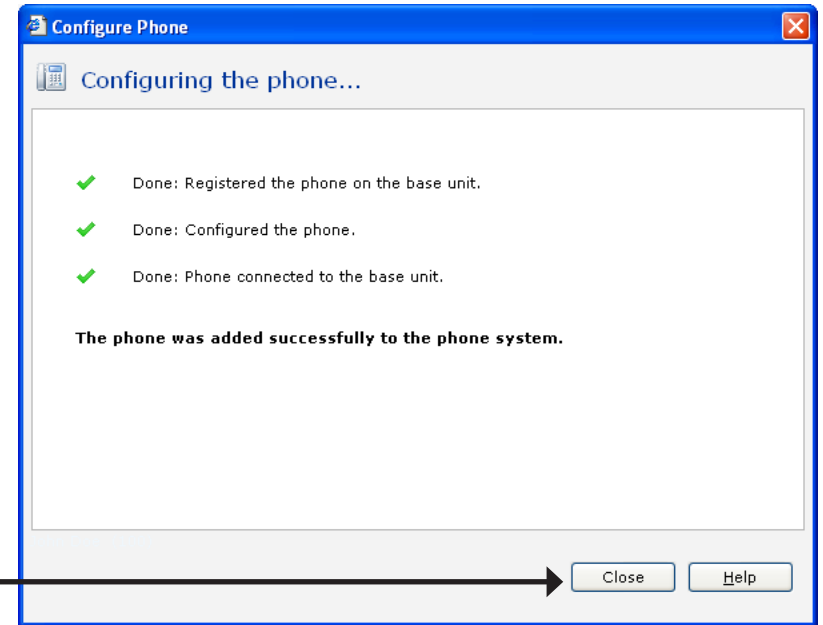 Configure Phone
Configuring the phone...
Done: Registered the phone on the base unit.
Done: Configured the phone.
Done: Phone connected to the base unit.
The phone was added successfully to the phone system.
Close Help